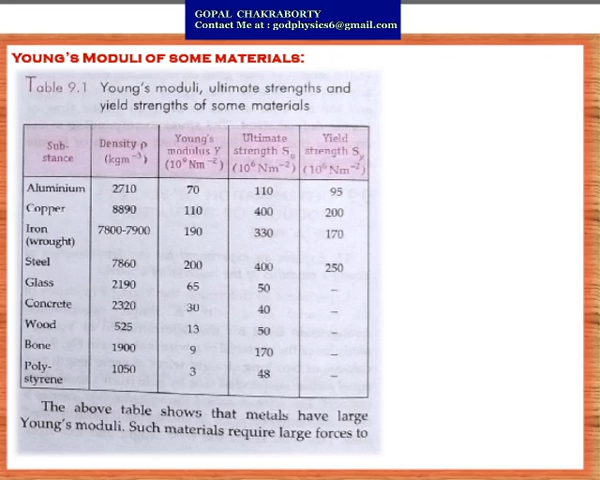 GOPAL CHAKRABORTY
Contact Me at : godphysics6@gmail.com
YOUNG'S MODULI OF SOME MATERIALS:
Table 9.1 Young's moduli, ultimate strengths and
yield strengths of some materials
Sub-stance | Density ρ (kgm⁻³) | Young's modulus Y (10⁹ Nm⁻²) | Ultimate strength Sᵤ (10⁶ Nm⁻²) | Yield strength Sᵧ (10⁶ Nm⁻²)
Aluminium 2710 70 110 95
Copper 8890 110 400 200
Iron (wrought) 7800-7900 190 330 170
Steel 7860 200 400 250
Glass 2190 65 50 –
Concrete 2320 30 40 –
Wood 525 13 50 –
Bone 1900 9 170 –
Poly-styrene 1050 3 48 –
The above table shows that metals have large
Young's moduli. Such materials require large forces to